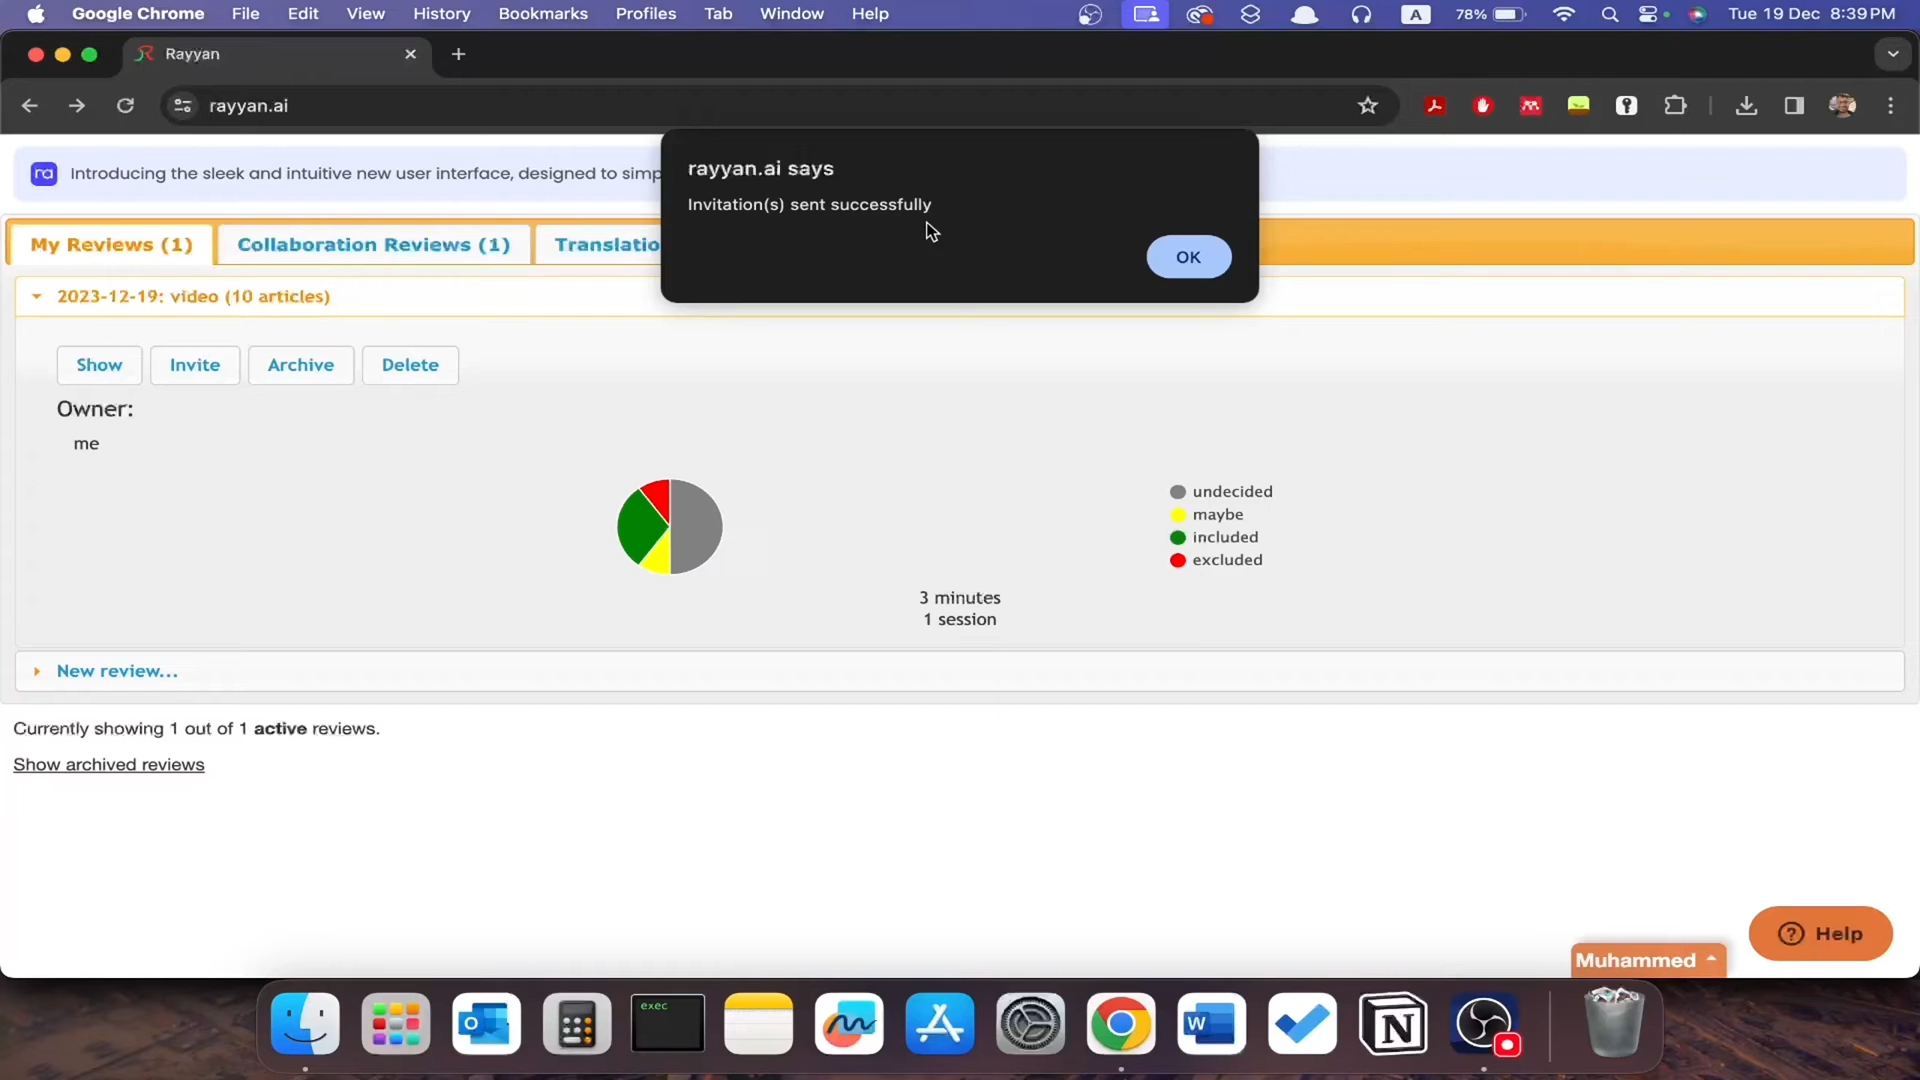 Google Chrome File Edit View History Bookmarks Profiles Tab Window Help A 78% Tue 19 Dec 8:39 PM
Rayyan
rayyan.ai
rayyan.ai says
ra Introducing the sleek and intuitive new user interface, designed to simp
Invitation(s) sent successfully
OK
My Reviews (1) Collaboration Reviews (1) Translatio
2023-12-19: video (10 articles)
Show Invite Archive Delete
Owner:
me
undecided
maybe
included
excluded
3 minutes
1 session
New review...
Currently showing 1 out of 1 active reviews.
Show archived reviews
Help
Muhammed
exec